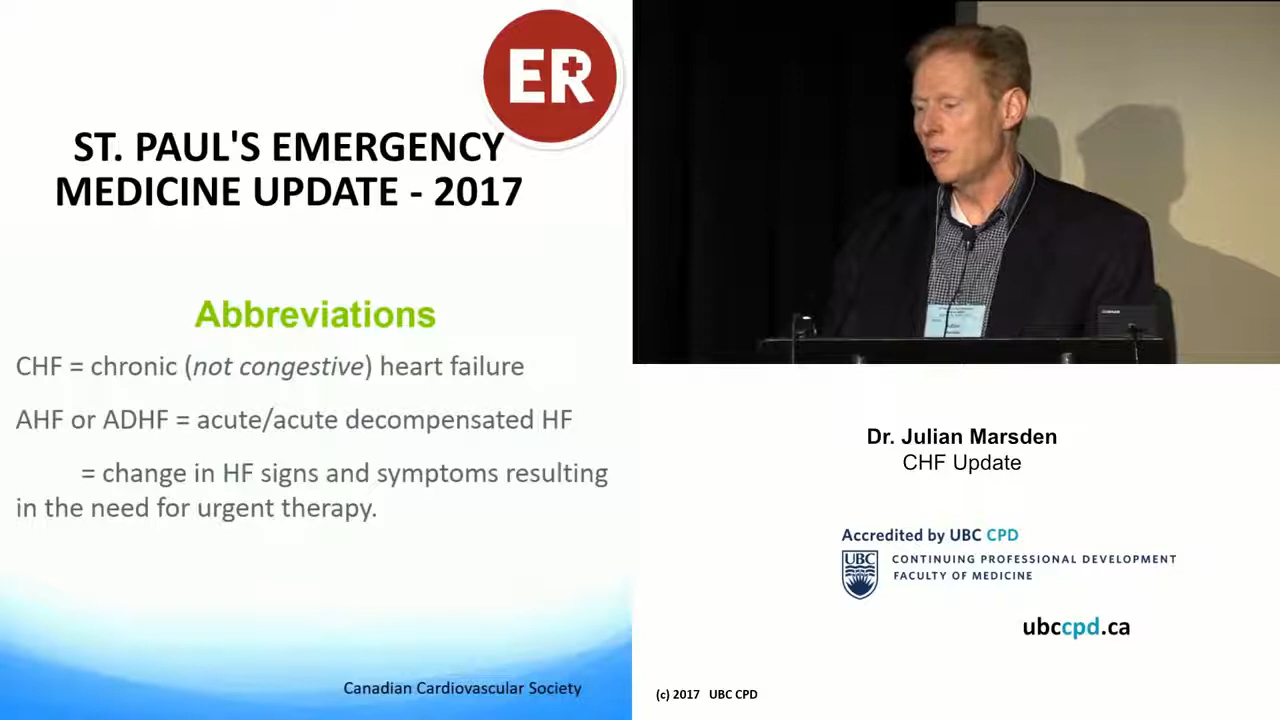 ER
ST. PAUL'S EMERGENCY
MEDICINE UPDATE - 2017
Abbreviations
CHF = chronic (not congestive) heart failure
AHF or ADHF = acute/acute decompensated HF
= change in HF signs and symptoms resulting
in the need for urgent therapy.
Canadian Cardiovascular Society
Dr. Julian Marsden
CHF Update
Accredited by UBC CPD
UBC
CONTINUING PROFESSIONAL DEVELOPMENT
FACULTY OF MEDICINE
ubccpd.ca
(c) 2017 UBC CPD